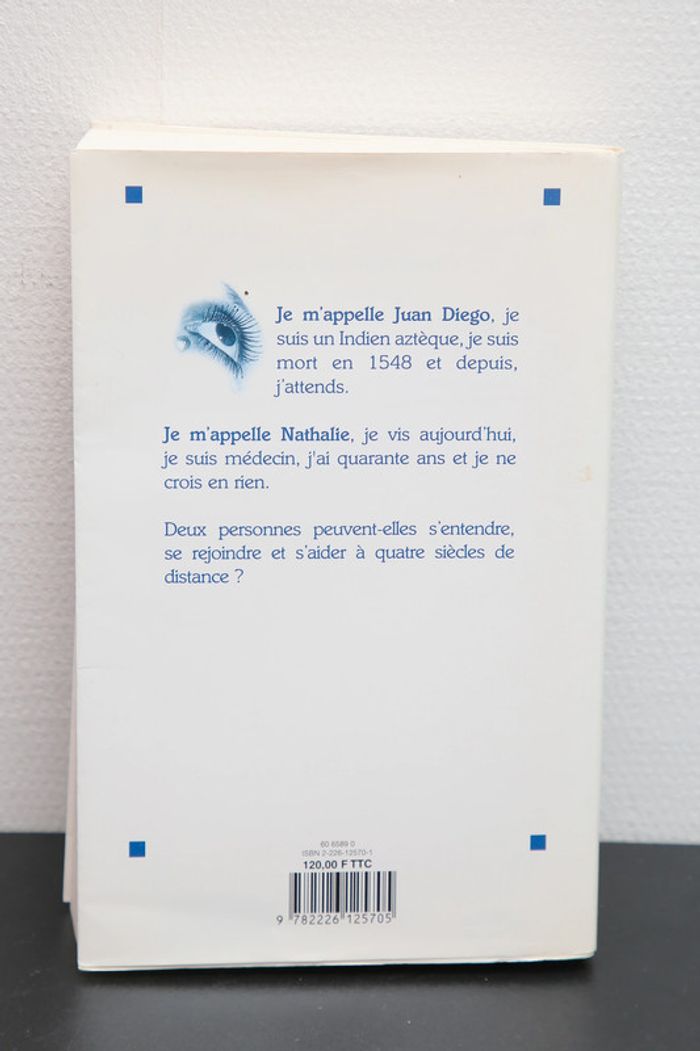 Je m'appelle Juan Diego, je
suis un Indien aztèque, je suis
mort en 1548 et depuis,
j'attends.
Je m'appelle Nathalie, je vis aujourd'hui,
je suis médecin, j'ai quarante ans et je ne
crois en rien.
Deux personnes peuvent-elles s'entendre,
se rejoindre et s'aider à quatre siècles de
distance ?
60 6589 0
ISBN 2-226-12570-1
120,00 F TTC
9 782226 125705